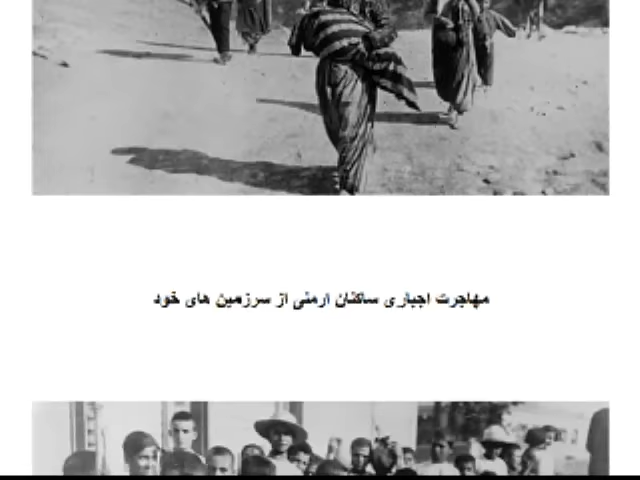 مهاجرت اجباری ساکنان ارمنی از سرزمین های خود